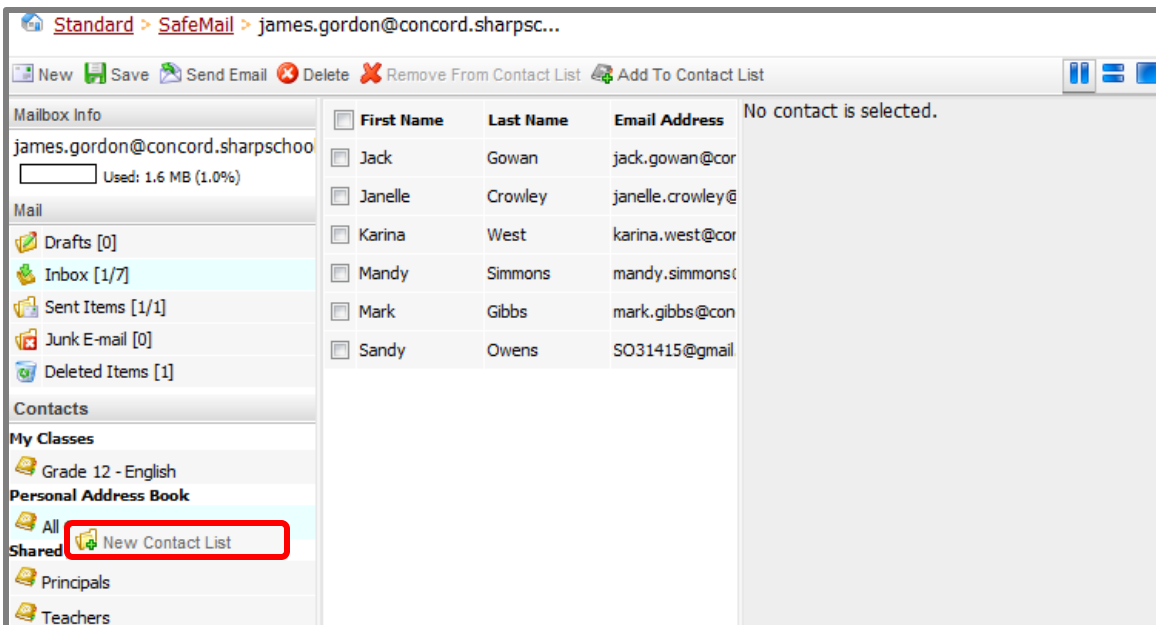 Standard > SafeMail > james.gordon@concord.sharpsc...
New Save Send Email Delete Remove From Contact List Add To Contact List
Mailbox Info
james.gordon@concord.sharpschoo
Used: 1.6 MB (1.0%)
Mail
Drafts [0]
Inbox [1/7]
Sent Items [1/1]
Junk E-mail [0]
Deleted Items [1]
Contacts
My Classes
Grade 12 - English
Personal Address Book
All
New Contact List
Shared
Principals
Teachers
First Name Last Name Email Address
Jack Gowan jack.gowan@cor
Janelle Crowley janelle.crowley@
Karina West karina.west@cor
Mandy Simmons mandy.simmons(
Mark Gibbs mark.gibbs@con
Sandy Owens SO31415@gmail.
No contact is selected.